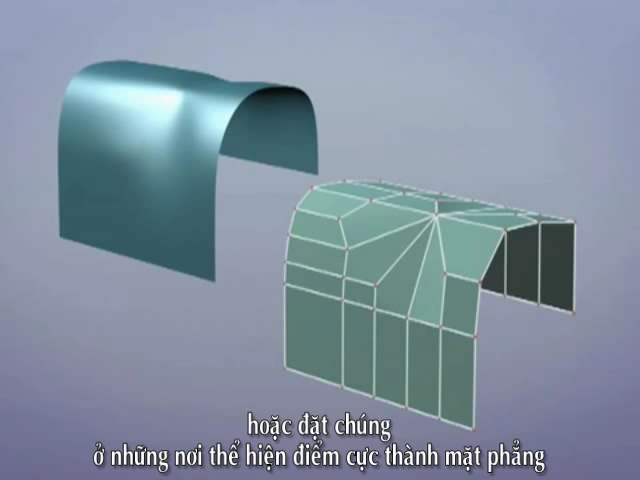 hoặc đặt chúng
ở những nơi thể hiện điểm cực thành mặt phẳng